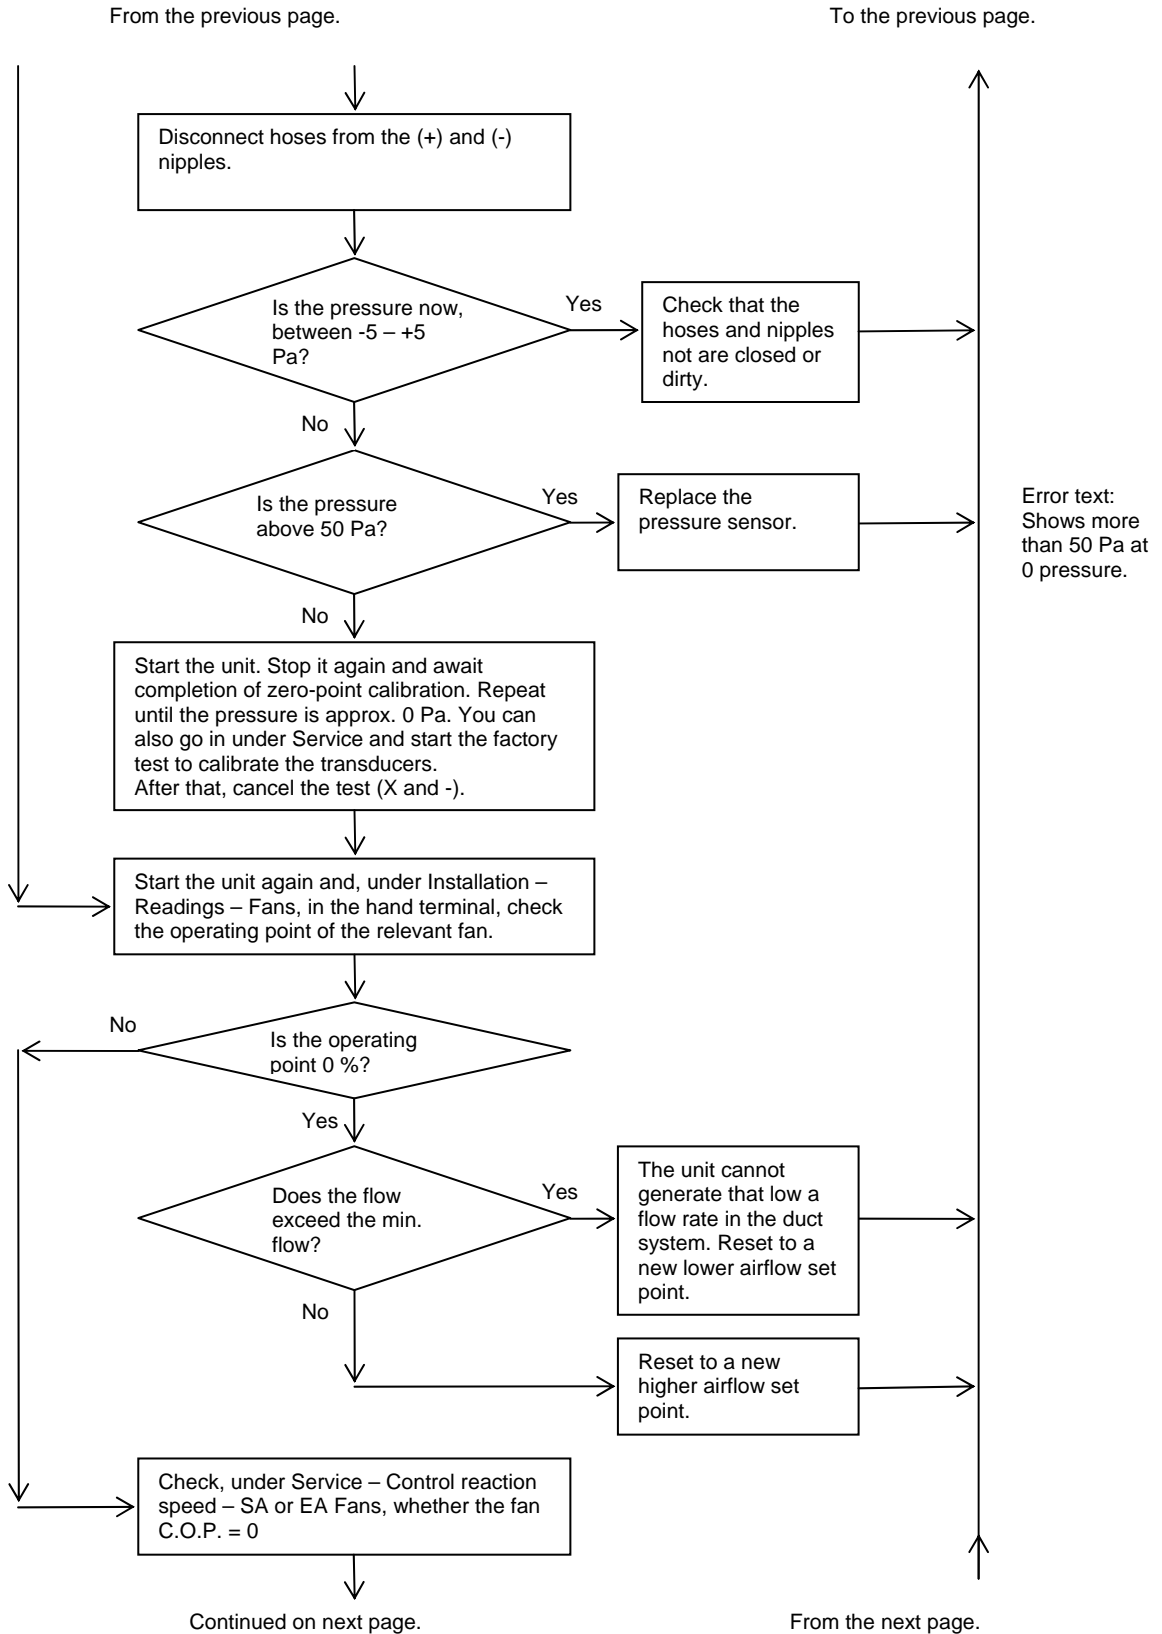 From the previous page.
To the previous page.
Disconnect hoses from the (+) and (-)
nipples.
Is the pressure now,
between -5 – +5
Pa?
Yes
Check that the
hoses and nipples
not are closed or
dirty.
No
Is the pressure
above 50 Pa?
Yes
Replace the
pressure sensor.
Error text:
Shows more
than 50 Pa at
0 pressure.
No
Start the unit. Stop it again and await
completion of zero-point calibration. Repeat
until the pressure is approx. 0 Pa. You can
also go in under Service and start the factory
test to calibrate the transducers.
After that, cancel the test (X and -).
Start the unit again and, under Installation –
Readings – Fans, in the hand terminal, check
the operating point of the relevant fan.
No
Is the operating
point 0 %?
Yes
Does the flow
exceed the min.
flow?
Yes
The unit cannot
generate that low a
flow rate in the duct
system. Reset to a
new lower airflow set
point.
No
Reset to a new
higher airflow set
point.
Check, under Service – Control reaction
speed – SA or EA Fans, whether the fan
C.O.P. = 0
Continued on next page.
From the next page.